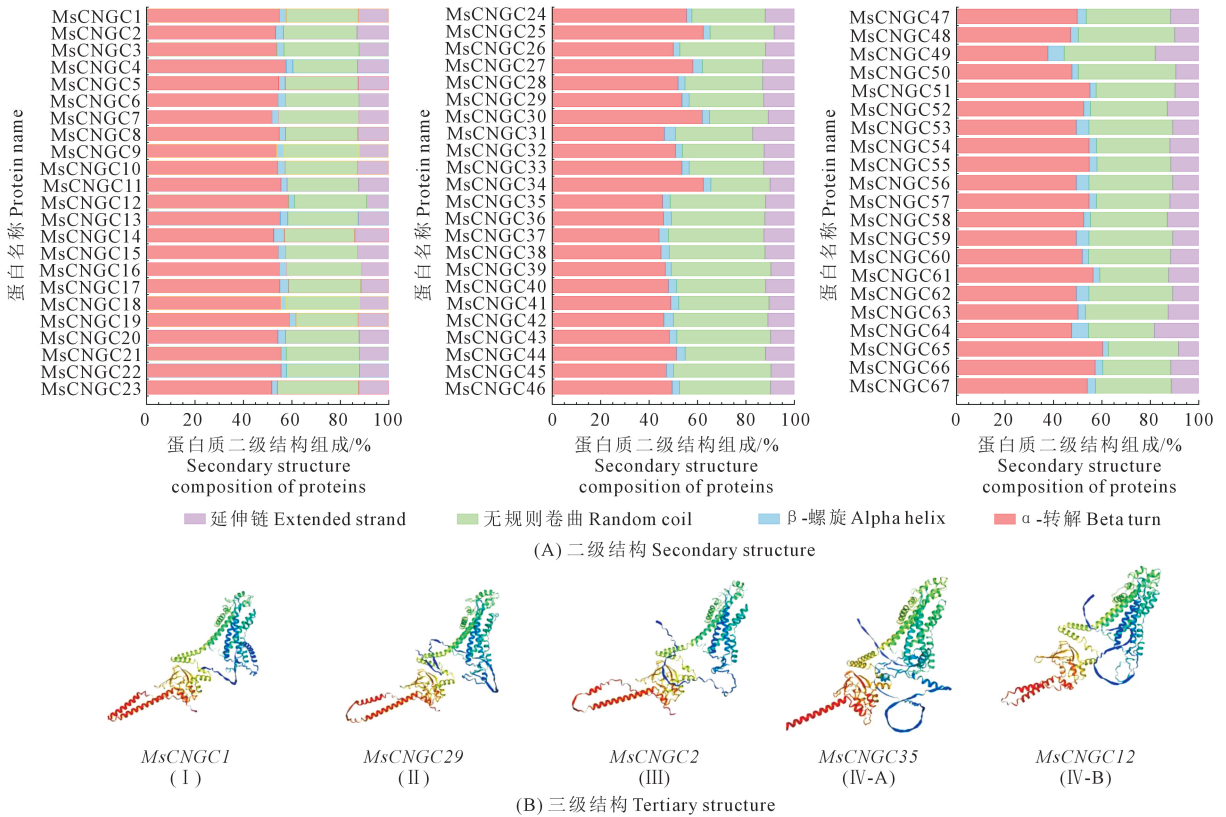 蛋白名称 Protein name
MsCNGC1
MsCNGC2
MsCNGC3
MsCNGC4
MsCNGC5
MsCNGC6
MsCNGC7
MsCNGC8
MsCNGC9
MsCNGC10
MsCNGC11
MsCNGC12
MsCNGC13
MsCNGC14
MsCNGC15
MsCNGC16
MsCNGC17
MsCNGC18
MsCNGC19
MsCNGC20
MsCNGC21
MsCNGC22
MsCNGC23
0 20 40 60 80 100
蛋白质二级结构组成/%
Secondary structure
composition of proteins
蛋白名称 Protein name
MsCNGC24
MsCNGC25
MsCNGC26
MsCNGC27
MsCNGC28
MsCNGC29
MsCNGC30
MsCNGC31
MsCNGC32
MsCNGC33
MsCNGC34
MsCNGC35
MsCNGC36
MsCNGC37
MsCNGC38
MsCNGC39
MsCNGC40
MsCNGC41
MsCNGC42
MsCNGC43
MsCNGC44
MsCNGC45
MsCNGC46
0 20 40 60 80 100
蛋白质二级结构组成/%
Secondary structure
composition of proteins
蛋白名称 Protein name
MsCNGC47
MsCNGC48
MsCNGC49
MsCNGC50
MsCNGC51
MsCNGC52
MsCNGC53
MsCNGC54
MsCNGC55
MsCNGC56
MsCNGC57
MsCNGC58
MsCNGC59
MsCNGC60
MsCNGC61
MsCNGC62
MsCNGC63
MsCNGC64
MsCNGC65
MsCNGC66
MsCNGC67
0 20 40 60 80 100
蛋白质二级结构组成/%
Secondary structure
composition of proteins
延伸链 Extended strand 无规则卷曲 Random coil β-螺旋 Alpha helix α-转解 Beta turn
(A) 二级结构 Secondary structure
MsCNGC1 MsCNGC29 MsCNGC2 MsCNGC35 MsCNGC12
(Ⅰ) (Ⅱ) (Ⅲ) (Ⅳ-A) (Ⅳ-B)
(B) 三级结构 Tertiary structure